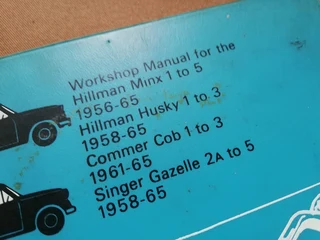 Workshop Manual for the
Hillman Minx 1 to 5
1956-65
Hillman Husky 1 to 3
1958-65
Commer Cob 1 to 3
1961-65
Singer Gazelle 2A to 5
1958-65